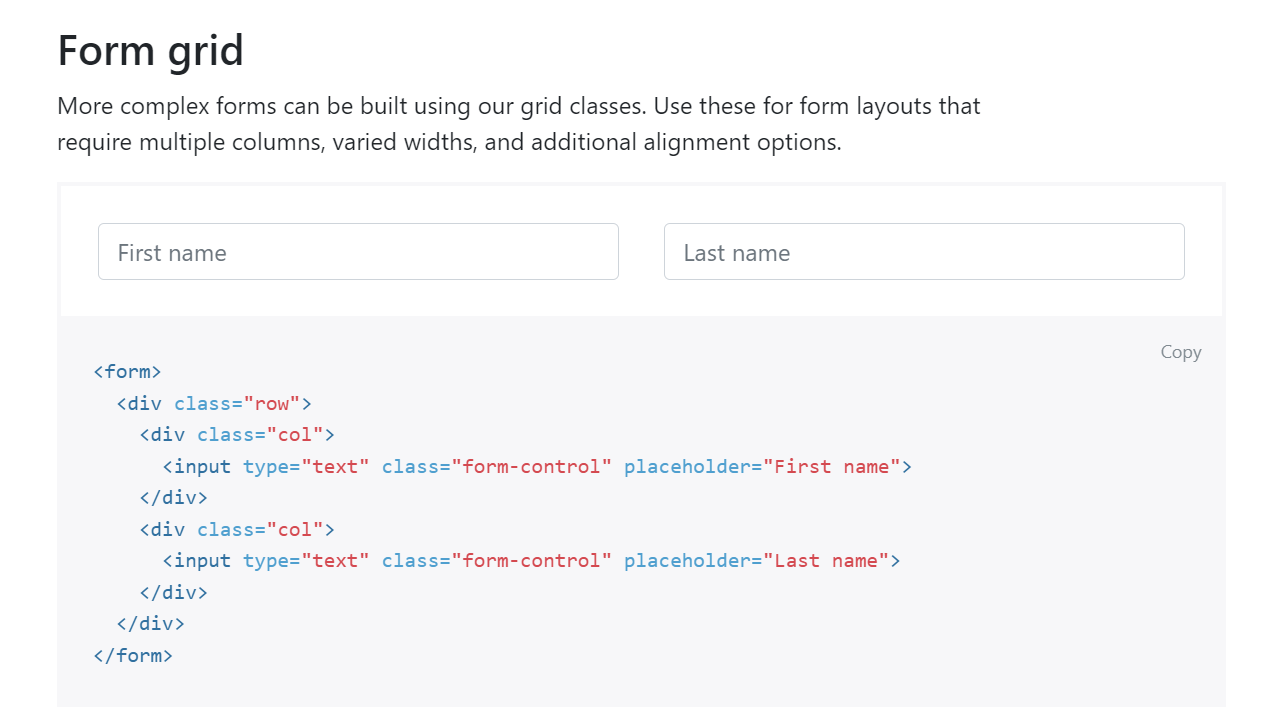 Form grid
More complex forms can be built using our grid classes. Use these for form layouts that
require multiple columns, varied widths, and additional alignment options.
First name
Last name
Copy
<form>
  <div class="row">
    <div class="col">
      <input type="text" class="form-control" placeholder="First name">
    </div>
    <div class="col">
      <input type="text" class="form-control" placeholder="Last name">
    </div>
  </div>
</form>